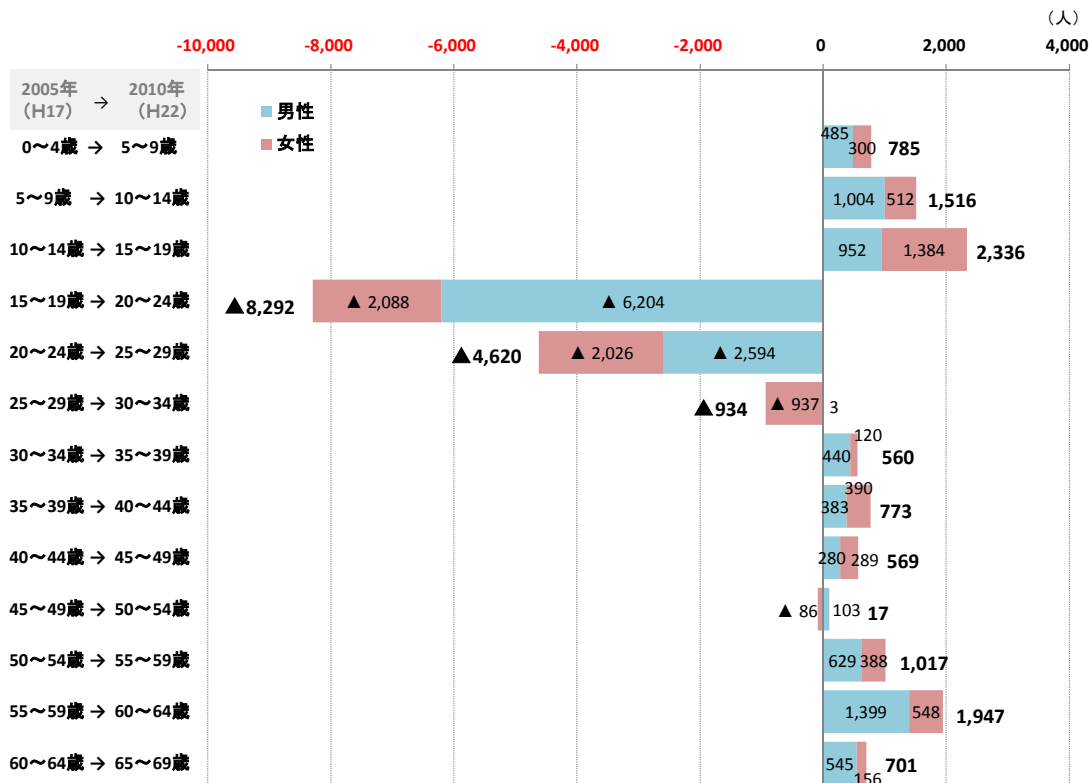 （人）
-10,000 -8,000 -6,000 -4,000 -2,000 0 2,000 4,000
2005年 → 2010年
（H17） （H22）
■ 男性
■ 女性
0～4歳 → 5～9歳 485 300 785
5～9歳 → 10～14歳 1,004 512 1,516
10～14歳 → 15～19歳 952 1,384 2,336
15～19歳 → 20～24歳 ▲8,292 ▲ 2,088 ▲ 6,204
20～24歳 → 25～29歳 ▲4,620 ▲ 2,026 ▲ 2,594
25～29歳 → 30～34歳 ▲934 ▲ 937 3
30～34歳 → 35～39歳 440 120 560
35～39歳 → 40～44歳 383 390 773
40～44歳 → 45～49歳 280 289 569
45～49歳 → 50～54歳 ▲ 86 103 17
50～54歳 → 55～59歳 629 388 1,017
55～59歳 → 60～64歳 1,399 548 1,947
60～64歳 → 65～69歳 545 156 701